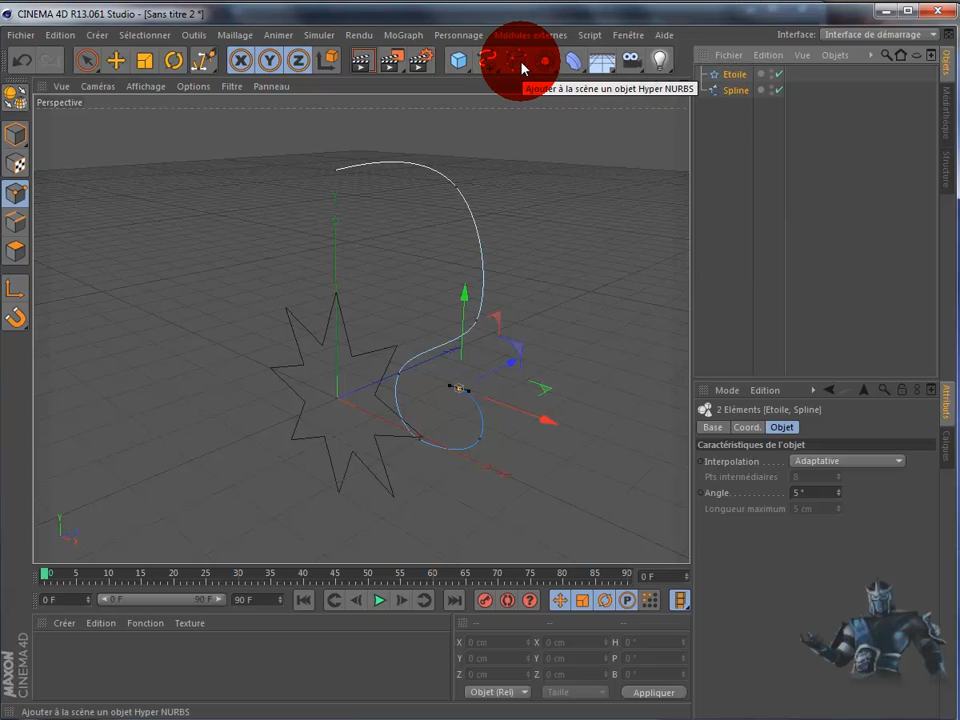 CINEMA 4D R13.061 Studio - [Sans titre 2 *]
Fichier Edition Créer Sélectionner Outils Maillage Animer Simuler Rendu MoGraph Personnage Modules externes Script Fenêtre Aide Interface: Interface de démarrage
Vue Caméras Affichage Options Filtre Panneau
Perspective
Ajouter à la scène un objet Hyper NURBS
Fichier Edition Vue Objets
Etoile
Spline
Objets
Médiathèque
Structure
Mode Edition
2 Eléments [Etoile, Spline]
Base Coord. Objet
Caractéristiques de l'objet
Interpolation Adaptative
Pts intermédiaires 8
Angle 5 °
Longueur maximum 5 cm
Attributs
Calques
X Y Z
Y
Z
X
0 5 10 15 20 25 30 35 40 45 50 55 60 65 70 75 80 85 90 0 F
0 F 0 F 90 F 90 F
Créer Edition Fonction Texture
-- -- --
X 0 cm X 0 cm H 0 °
Y 0 cm Y 0 cm P 0 °
Z 0 cm Z 0 cm B 0 °
Objet (Rel) Taille Appliquer
MAXON
CINEMA 4D
Ajouter à la scène un objet Hyper NURBS